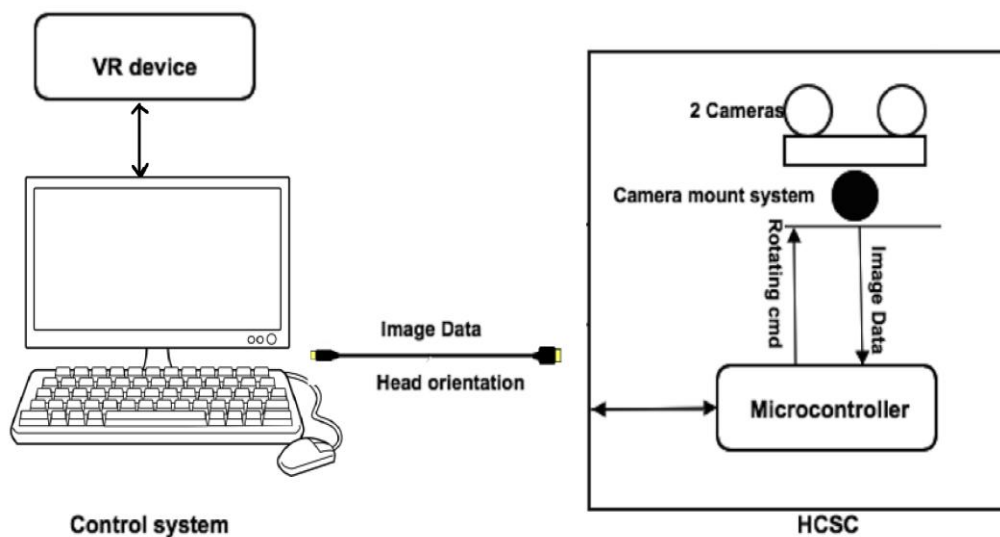 VR device
2 Cameras
Camera mount system
Rotating cmd
Image Data
Image Data
Head orientation
Microcontroller
Control system
HCSC